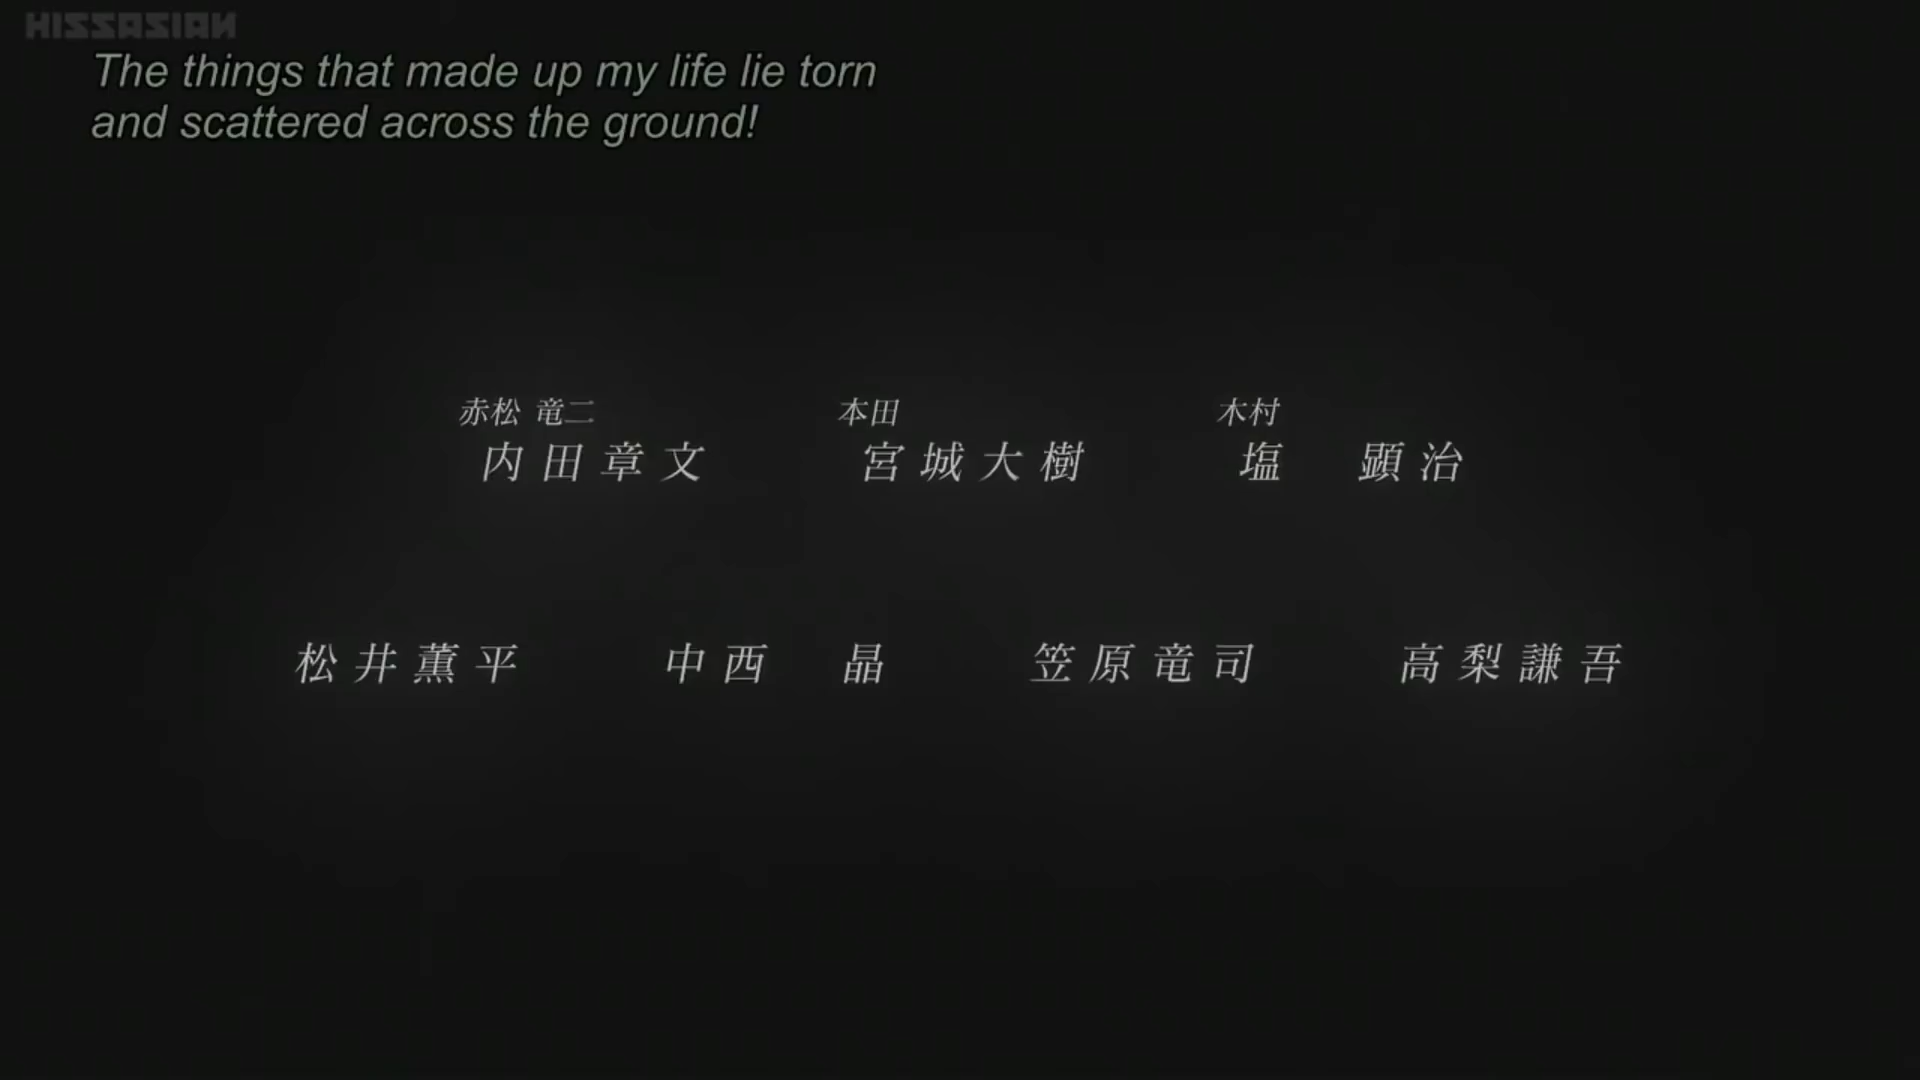 HISSASIAN
The things that made up my life lie torn
and scattered across the ground!
赤松 竜二 本田 木村
内田章文 宮城大樹 塩 顕治
松井薫平 中西 晶 笠原竜司 高梨謙吾